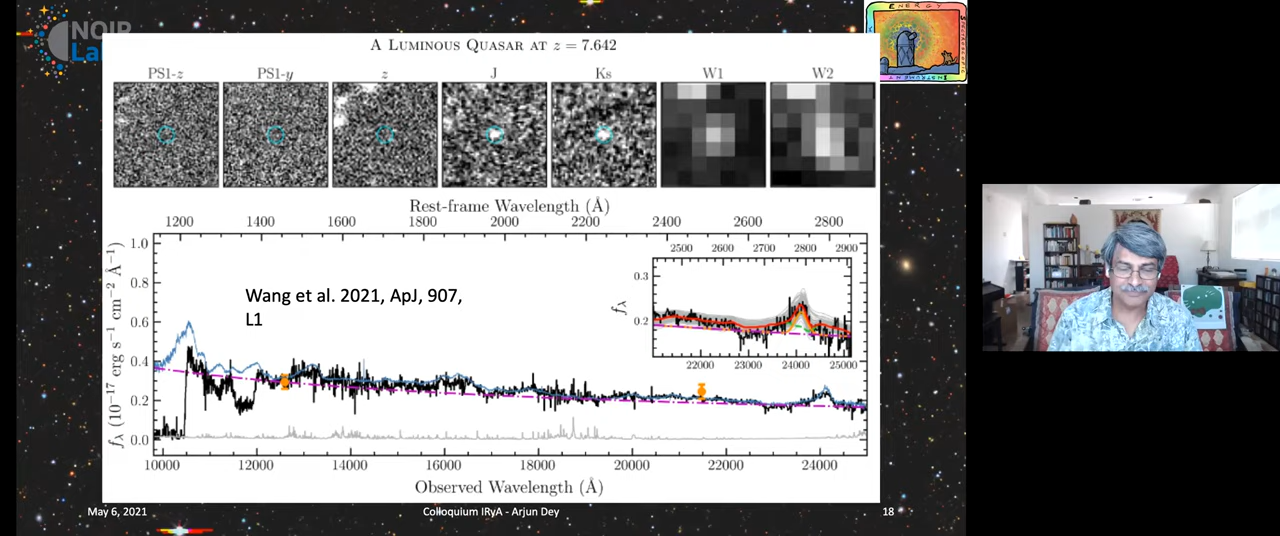 NOIR
Lab
ENERGY
SPECTROSCOPIC
INSTRUMENT
A LUMINOUS QUASAR AT z = 7.642
PS1-z PS1-y z J Ks W1 W2
Rest-frame Wavelength (Å)
1200 1400 1600 1800 2000 2200 2400 2600 2800
2500 2600 2700 2800 2900
1.0
0.8
0.6
0.4
0.2
0.0
fλ (10⁻¹⁷ erg s⁻¹ cm⁻² Å⁻¹)
Wang et al. 2021, ApJ, 907,
L1
0.3
0.2
fλ
22000 23000 24000 25000
10000 12000 14000 16000 18000 20000 22000 24000
Observed Wavelength (Å)
May 6, 2021 Colloquium IRyA - Arjun Dey 18